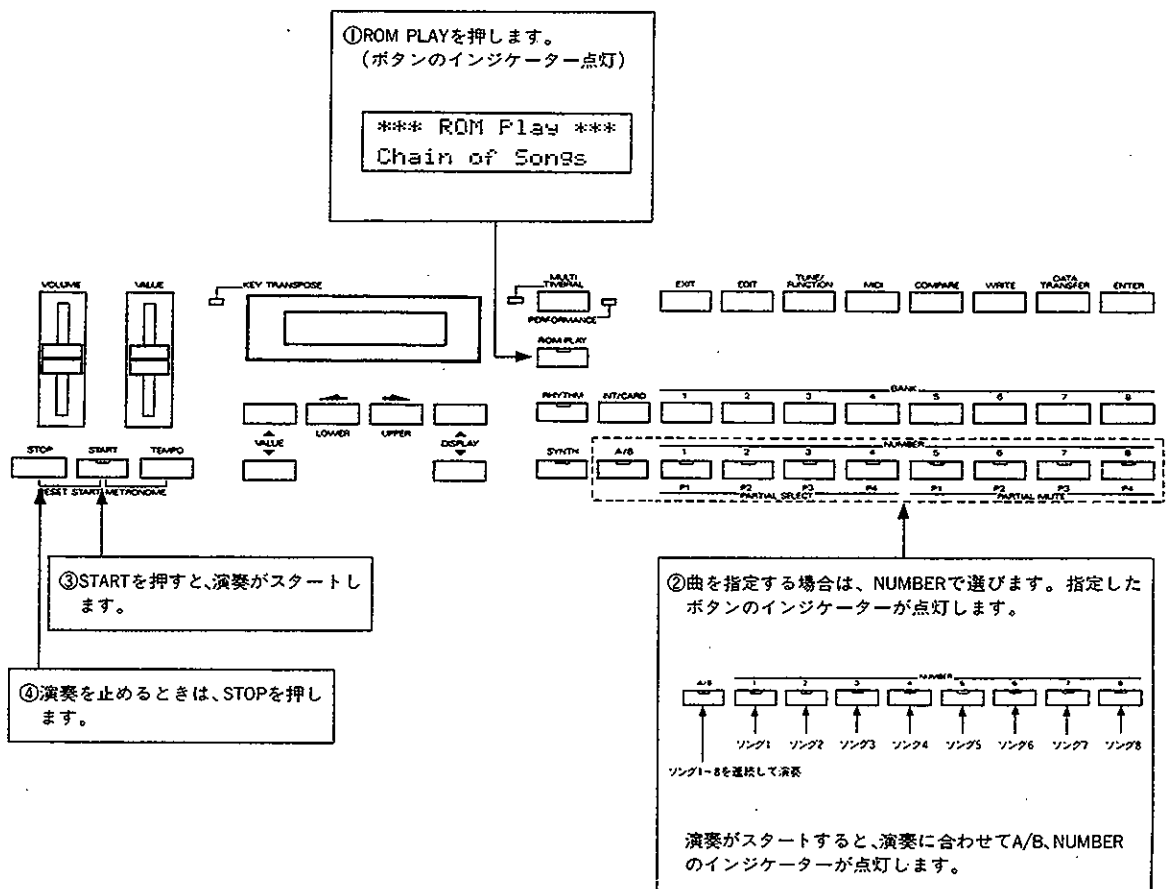 ①ROM PLAYを押します。
(ボタンのインジケーター点灯)
*** ROM Play ***
Chain of Songs
VOLUME
VALUE
KEY TRANSPOSE
MULTI TIMBRAL
PERFORMANCE
EXIT
EDIT
TUNE/FUNCTION
MIDI
COMPARE
WRITE
DATA TRANSFER
ENTER
ROM PLAY
BANK
RHYTHM
INT/CARD
1 2 3 4 5 6 7 8
VALUE
LOWER
UPPER
DISPLAY
NUMBER
STOP
START
TEMPO
SYNTH
A/B
1 2 3 4 5 6 7 8
RESET START
METRONOME
P1 P2 P3 P4 P1 P2 P3 P4
PARTIAL SELECT
PARTIAL MUTE
③STARTを押すと、演奏がスタートし
ます。
④演奏を止めるときは、STOPを押し
ます。
②曲を指定する場合は、NUMBERで選びます。指定した
ボタンのインジケーターが点灯します。
NUMBER
A/B 1 2 3 4 5 6 7 8
ソング1 ソング2 ソング3 ソング4 ソング5 ソング6 ソング7 ソング8
ソング1~8を連続して演奏
演奏がスタートすると、演奏に合わせてA/B、NUMBER
のインジケーターが点灯します。